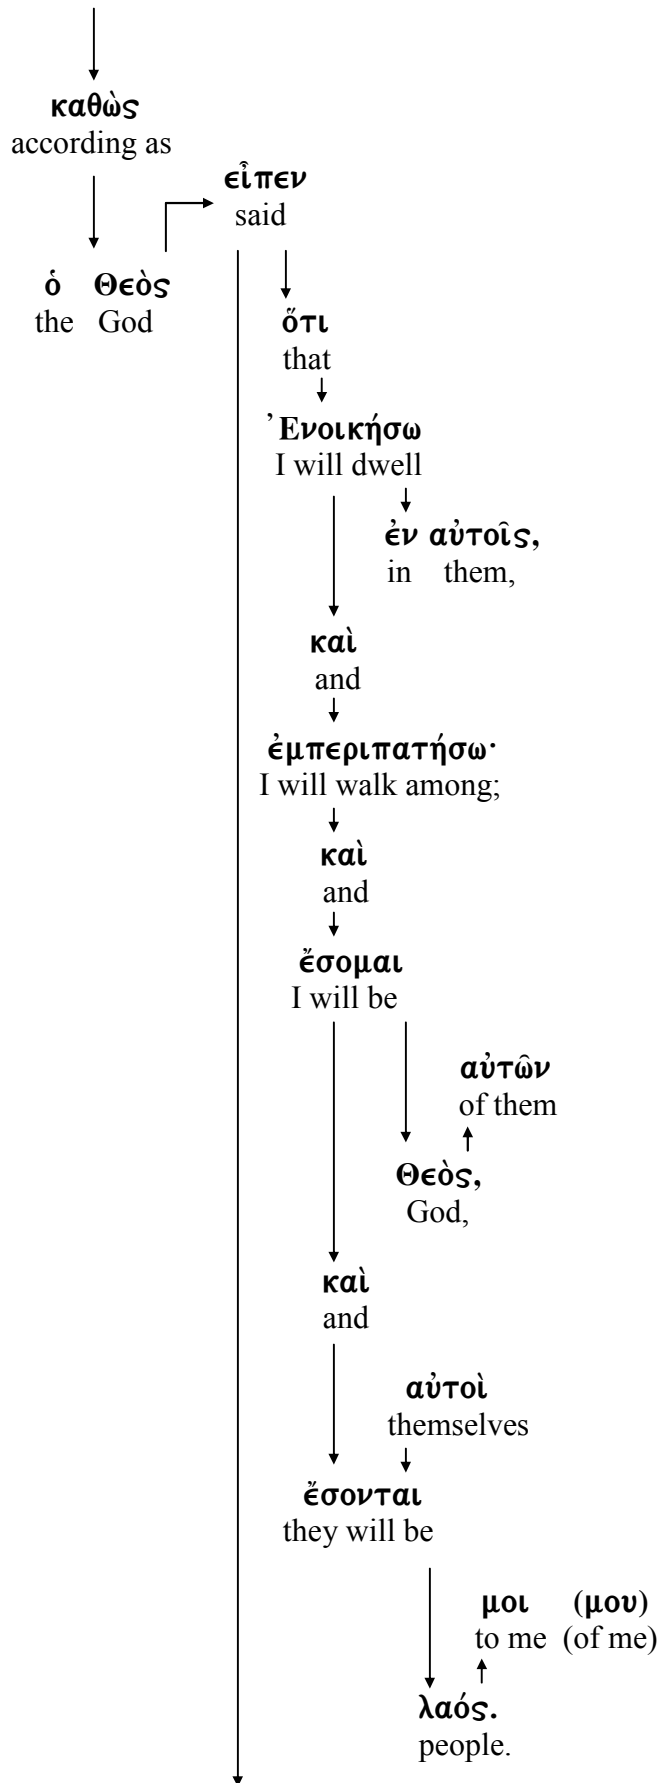 καθὼς
according as
εἶπεν
said
ὁ Θεὸς
the God
ὅτι
that
᾿Ενοικήσω
I will dwell
ἐν αὐτοῖς,
in them,
καὶ
and
ἐμπεριπατήσω·
I will walk among;
καὶ
and
ἔσομαι
I will be
αὐτῶν
of them
Θεὸς,
God,
καὶ
and
αὐτοὶ
themselves
ἔσονται
they will be
μοι (μου)
to me (of me)
λαός.
people.